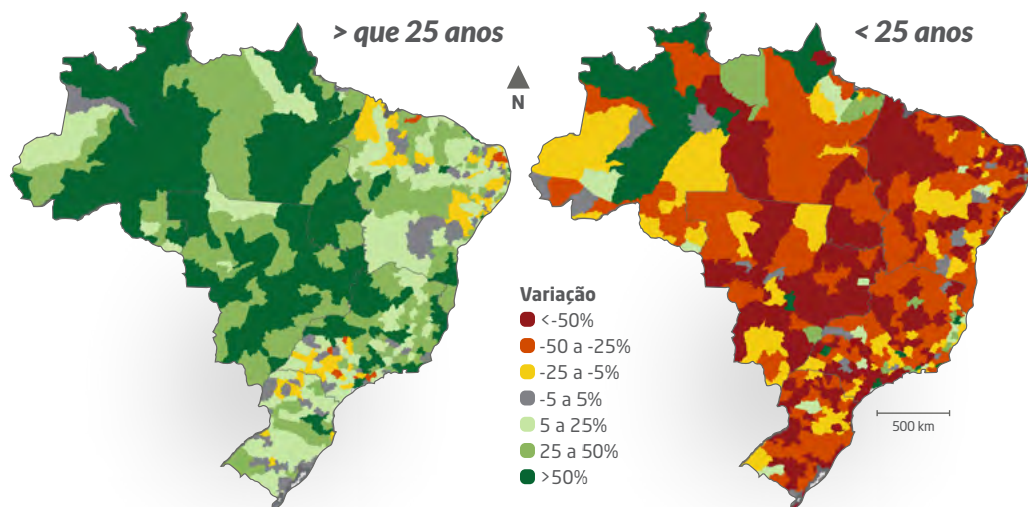 > que 25 anos
< 25 anos
N
Variação
<-50%
-50 a -25%
-25 a -5%
-5 a 5%
5 a 25%
25 a 50%
>50%
500 km